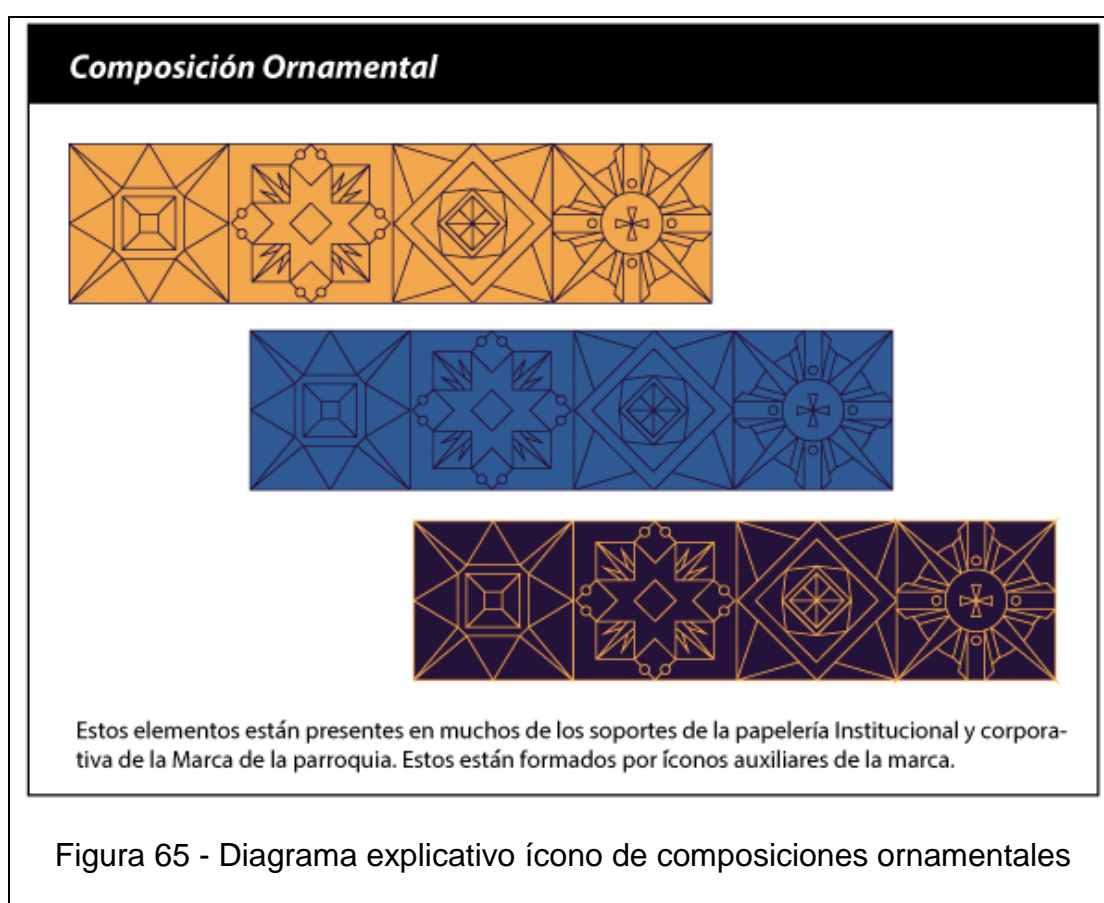 Composición Ornamental
Estos elementos están presentes en muchos de los soportes de la papelería Institucional y corpora-
tiva de la Marca de la parroquia. Estos están formados por íconos auxiliares de la marca.
Figura 65 - Diagrama explicativo ícono de composiciones ornamentales